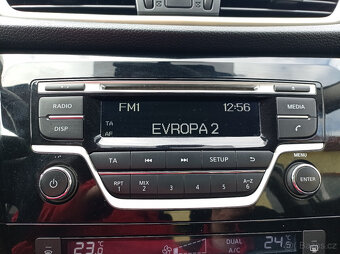 RADIO FM1 12:56 MEDIA
DISP TA
AF EVROPA 2
TA SETUP MENU
RPT 1 MIX 2 3 4 5 A-Z 6
ENTER
23.0 DUAL A/C 24.